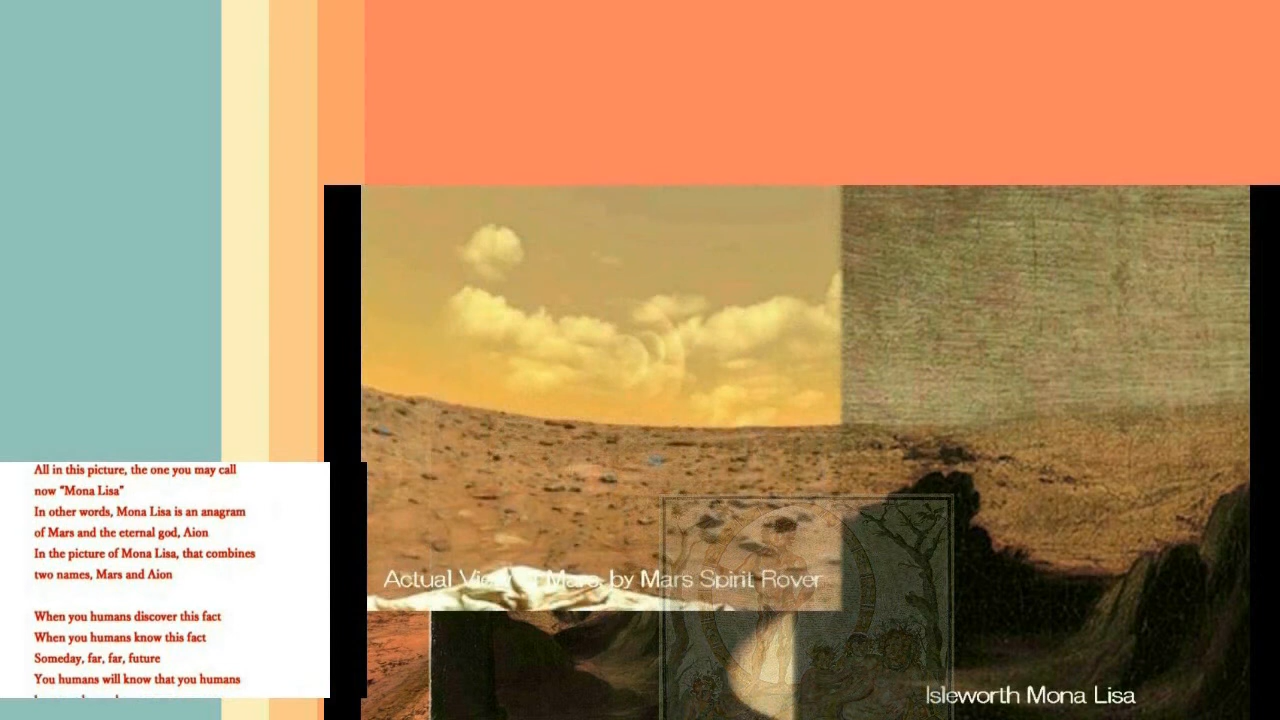 All in this picture, the one you may call
now “Mona Lisa”
In other words, Mona Lisa is an anagram
of Mars and the eternal god, Aion
In the picture of Mona Lisa, that combines
two names, Mars and Aion
When you humans discover this fact
When you humans know this fact
Someday, far, far, future
You humans will know that you humans
Actual View of Mars by Mars Spirit Rover
Isleworth Mona Lisa